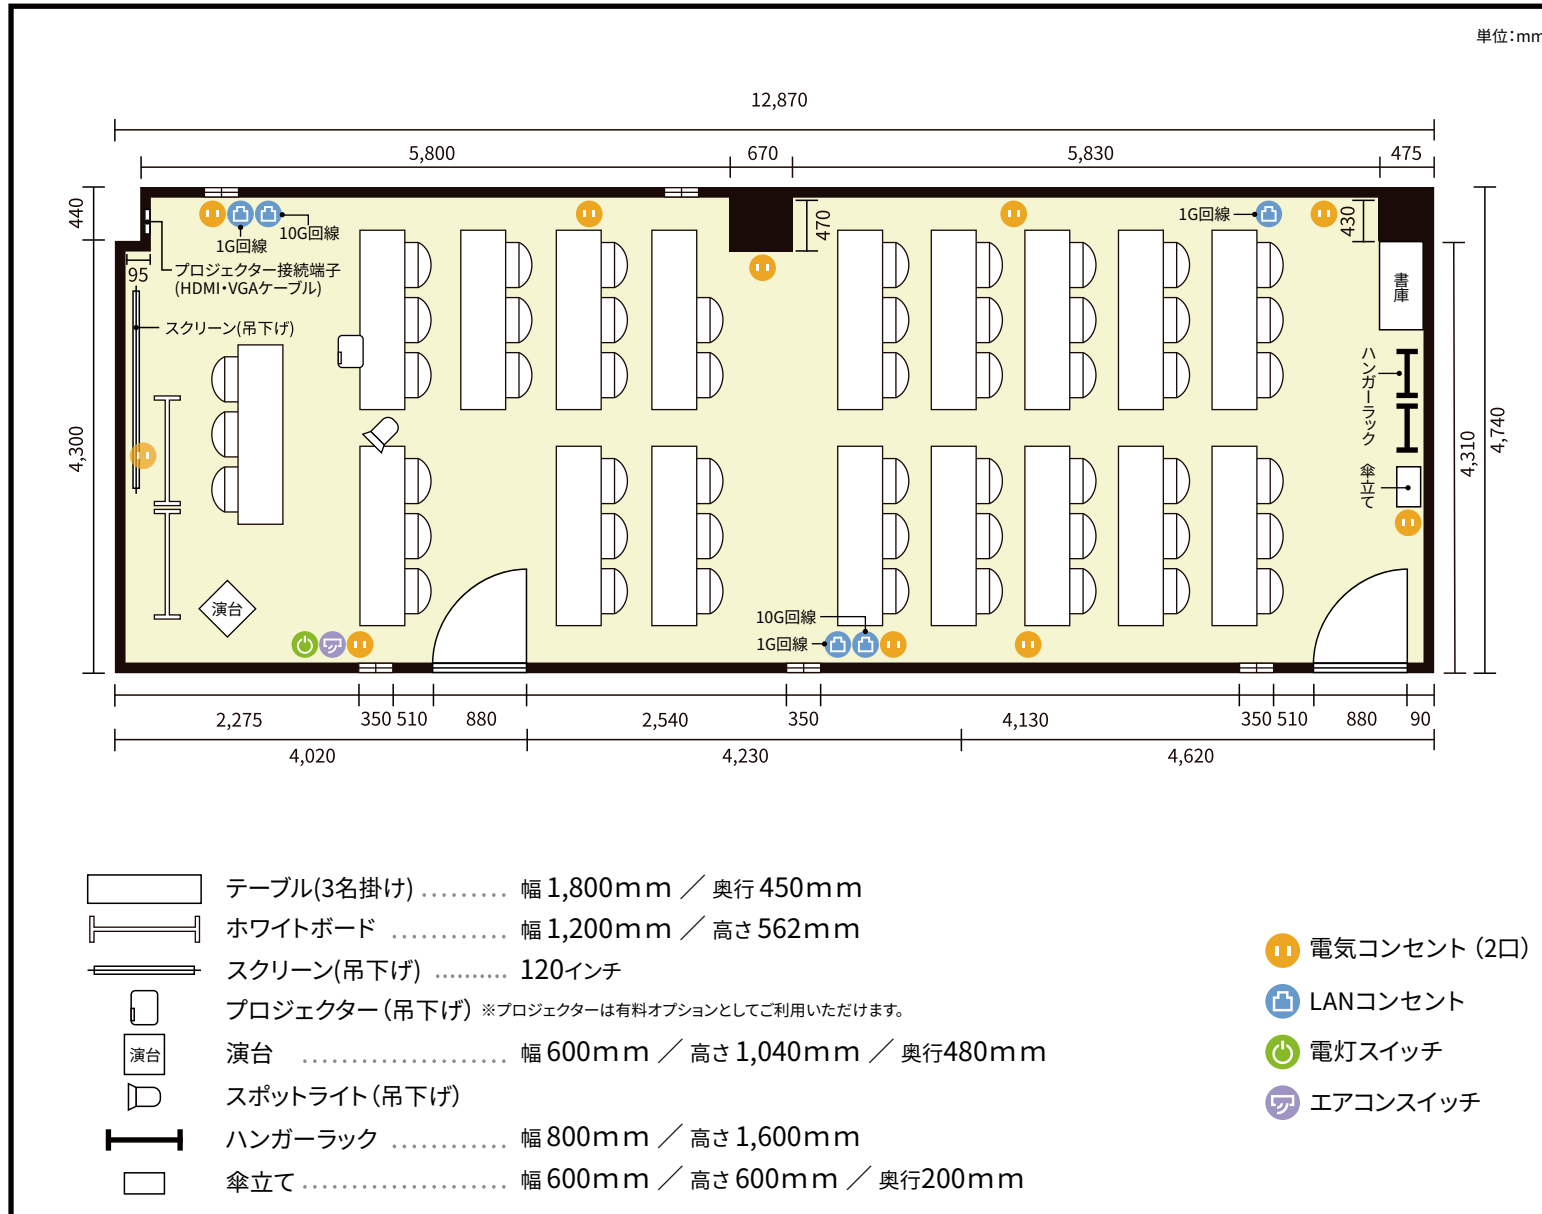 単位：mm
12,870
5,800
670
5,830
475
440
470
430
1G回線
10G回線
1G回線
95
プロジェクター接続端子
(HDMI・VGAケーブル)
スクリーン(吊下げ)
書庫
ハンガーラック
傘立て
4,300
4,310
4,740
演台
10G回線
1G回線
2,275
350
510
880
2,540
350
4,130
350
510
880
90
4,020
4,230
4,620
テーブル(3名掛け) ......... 幅 1,800mm ／ 奥行 450mm
ホワイトボード ............ 幅 1,200mm ／ 高さ 562mm
スクリーン(吊下げ) .......... 120インチ
プロジェクター（吊下げ） ※プロジェクターは有料オプションとしてご利用いただけます。
演台 演台 .................... 幅 600mm ／ 高さ 1,040mm ／ 奥行480mm
スポットライト（吊下げ）
ハンガーラック ............ 幅 800mm ／ 高さ 1,600mm
傘立て .................... 幅 600mm ／ 高さ 600mm ／ 奥行200mm
電気コンセント（2口）
LANコンセント
電灯スイッチ
エアコンスイッチ